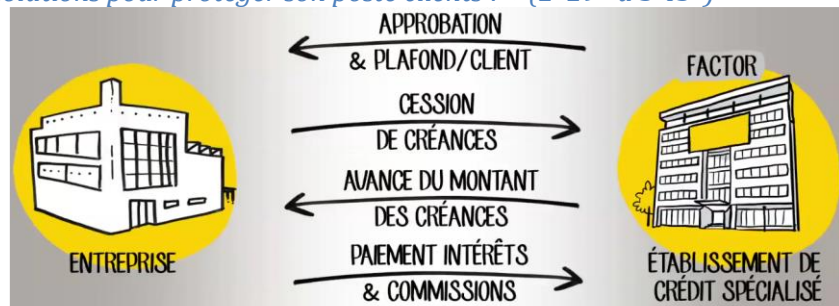 solutions pour protéger son poste clients :
APPROBATION
& PLAFOND/CLIENT
FACTOR
CESSION
DE CRÉANCES
AVANCE DU MONTANT
DES CRÉANCES
ENTREPRISE
PAIEMENT INTÉRÊTS
& COMMISSIONS
ÉTABLISSEMENT DE
CRÉDIT SPÉCIALISÉ